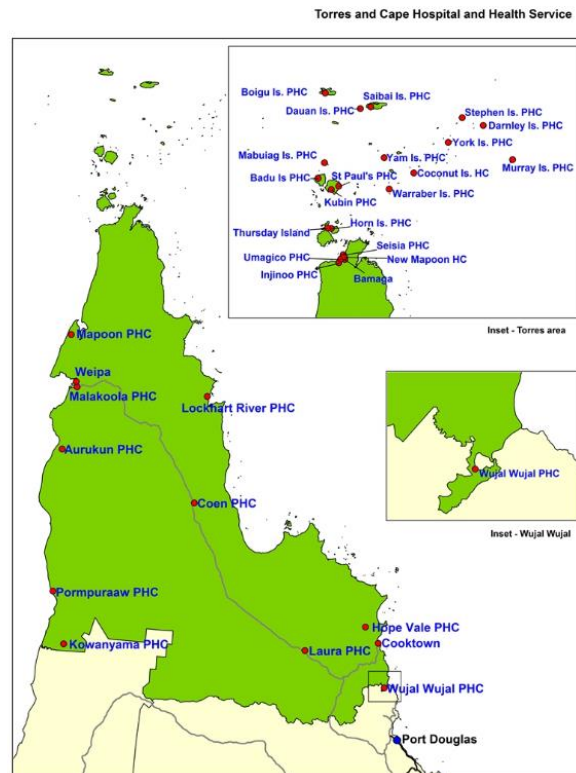 Torres and Cape Hospital and Health Service
Boigu Is. PHC
Saibai Is. PHC
Dauan Is. PHC
Stephen Is. PHC
Darnley Is. PHC
York Is. PHC
Mabuiag Is. PHC
Yam Is. PHC
Murray Is. PHC
St Paul's PHC
Coconut Is. HC
Badu Is PHC
Warraber Is. PHC
Kubin PHC
Horn Is. PHC
Thursday Island
Seisia PHC
Umagico PHC
New Mapoon HC
Injinoo PHC
Bamaga
Inset - Torres area
Mapoon PHC
Weipa
Malakoola PHC
Lockhart River PHC
Aurukun PHC
Wujal Wujal PHC
Coen PHC
Inset - Wujal Wujal
Pormpuraaw PHC
Hope Vale PHC
Kowanyama PHC
Cooktown
Laura PHC
Wujal Wujal PHC
Port Douglas